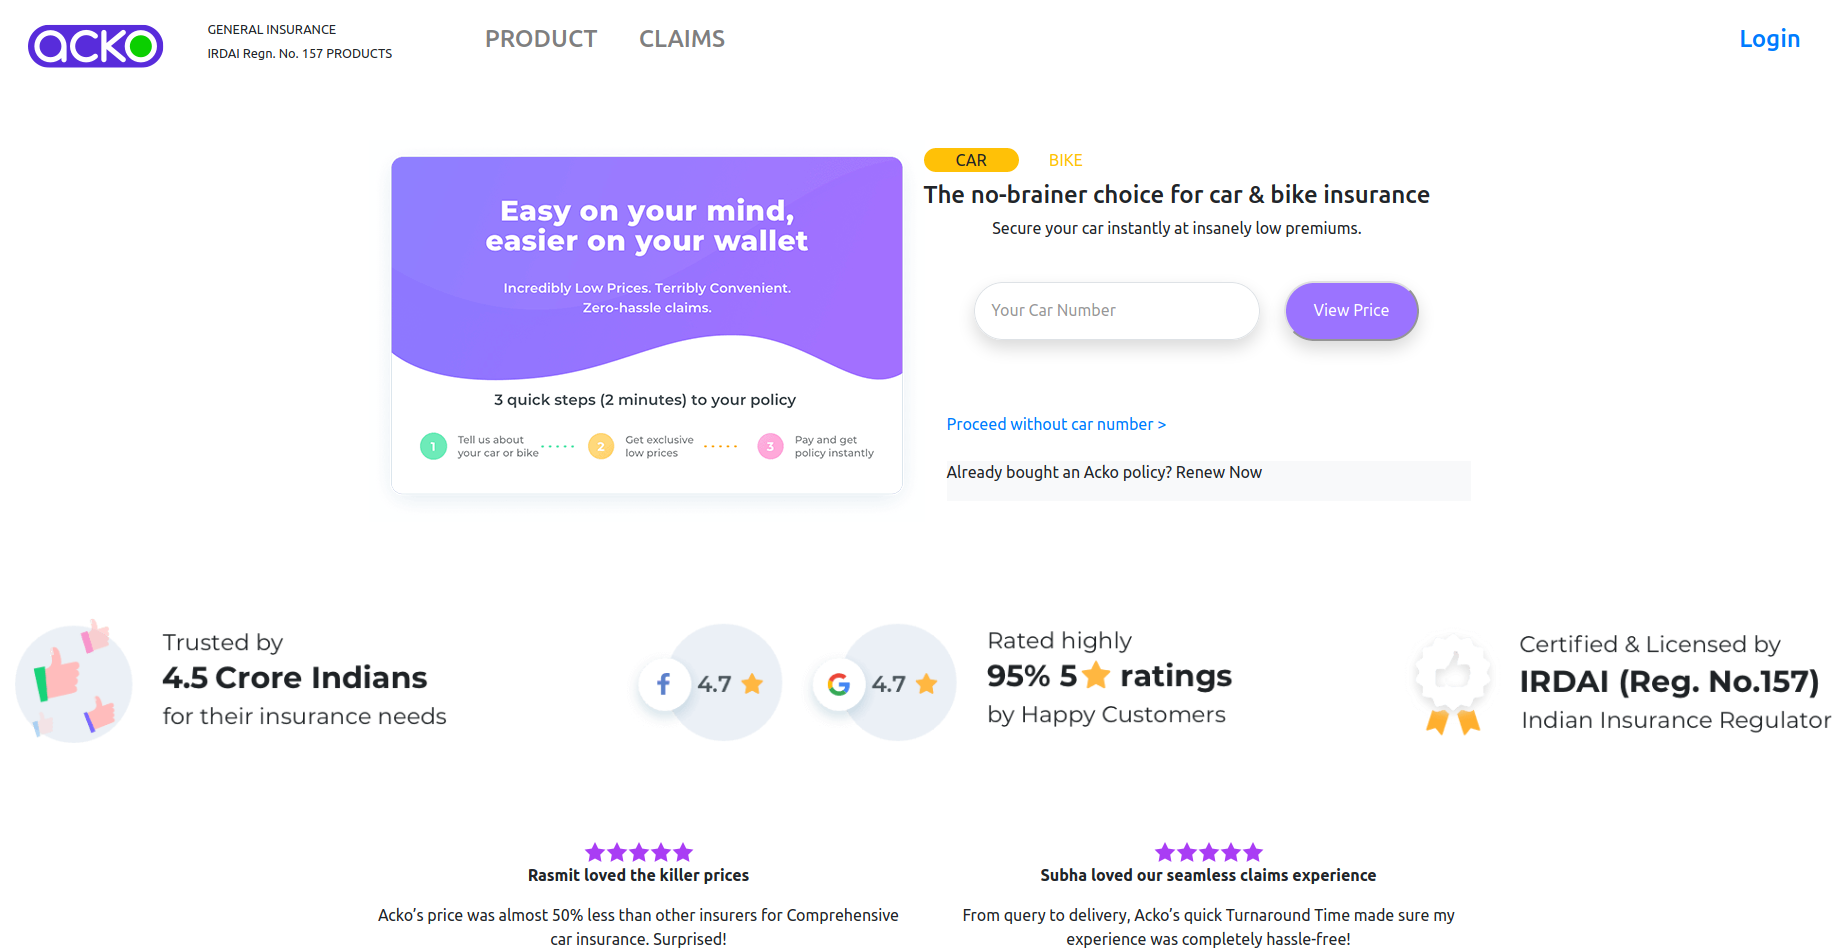 acko
GENERAL INSURANCE
IRDAI Regn. No. 157 PRODUCTS
PRODUCT
CLAIMS
Login
Easy on your mind,
easier on your wallet
Incredibly Low Prices. Terribly Convenient.
Zero-hassle claims.
3 quick steps (2 minutes) to your policy
1
Tell us about
your car or bike
2
Get exclusive
low prices
3
Pay and get
policy instantly
CAR
BIKE
The no-brainer choice for car & bike insurance
Secure your car instantly at insanely low premiums.
Your Car Number
View Price
Proceed without car number >
Already bought an Acko policy? Renew Now
Trusted by
4.5 Crore Indians
for their insurance needs
f 4.7
G 4.7
Rated highly
95% 5 ratings
by Happy Customers
Certified & Licensed by
IRDAI (Reg. No.157)
Indian Insurance Regulator
Rasmit loved the killer prices
Acko’s price was almost 50% less than other insurers for Comprehensive
car insurance. Surprised!
Subha loved our seamless claims experience
From query to delivery, Acko’s quick Turnaround Time made sure my
experience was completely hassle-free!